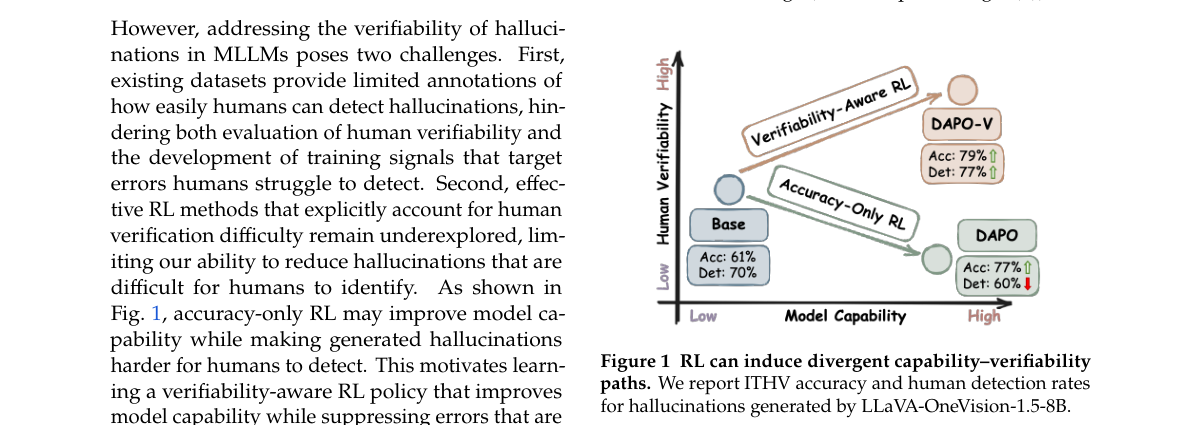 However, addressing the verifiability of halluci-
nations in MLLMs poses two challenges. First,
existing datasets provide limited annotations of
how easily humans can detect hallucinations, hin-
dering both evaluation of human verifiability and
the development of training signals that target
errors humans struggle to detect. Second, effec-
tive RL methods that explicitly account for human
verification difficulty remain underexplored, lim-
iting our ability to reduce hallucinations that are
difficult for humans to identify. As shown in
Fig. 1, accuracy-only RL may improve model ca-
pability while making generated hallucinations
harder for humans to detect. This motivates learn-
ing a verifiability-aware RL policy that improves
model capability while suppressing errors that are
High
Human Verifiability
Low
Verifiability-Aware RL
DAPO-V
Acc: 79%⇧
Det: 77%⇧
Accuracy-Only RL
Base
Acc: 61%
Det: 70%
DAPO
Acc: 77%⇧
Det: 60%⬇
Low
Model Capability
High
Figure 1 RL can induce divergent capability–verifiability
paths. We report ITHV accuracy and human detection rates
for hallucinations generated by LLaVA-OneVision-1.5-8B.